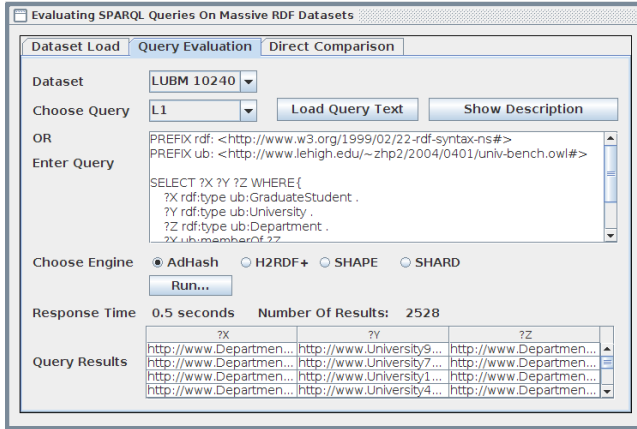 Evaluating SPARQL Queries On Massive RDF Datasets
Dataset Load Query Evaluation Direct Comparison
Dataset LUBM 10240
Choose Query L1 Load Query Text Show Description
OR
Enter Query
PREFIX rdf: <http://www.w3.org/1999/02/22-rdf-syntax-ns#>
PREFIX ub: <http://www.lehigh.edu/~zhp2/2004/0401/univ-bench.owl#>
SELECT ?X ?Y ?Z WHERE{
?X rdf:type ub:GraduateStudent .
?Y rdf:type ub:University .
?Z rdf:type ub:Department .
?X ub:memberOf ?Z
Choose Engine AdHash H2RDF+ SHAPE SHARD
Run...
Response Time 0.5 seconds Number Of Results: 2528
Query Results
?X ?Y ?Z
http://www.Departmen... http://www.University9... http://www.Departmen...
http://www.Departmen... http://www.University7... http://www.Departmen...
http://www.Departmen... http://www.University1... http://www.Departmen...
http://www.Departmen... http://www.University4... http://www.Departmen...